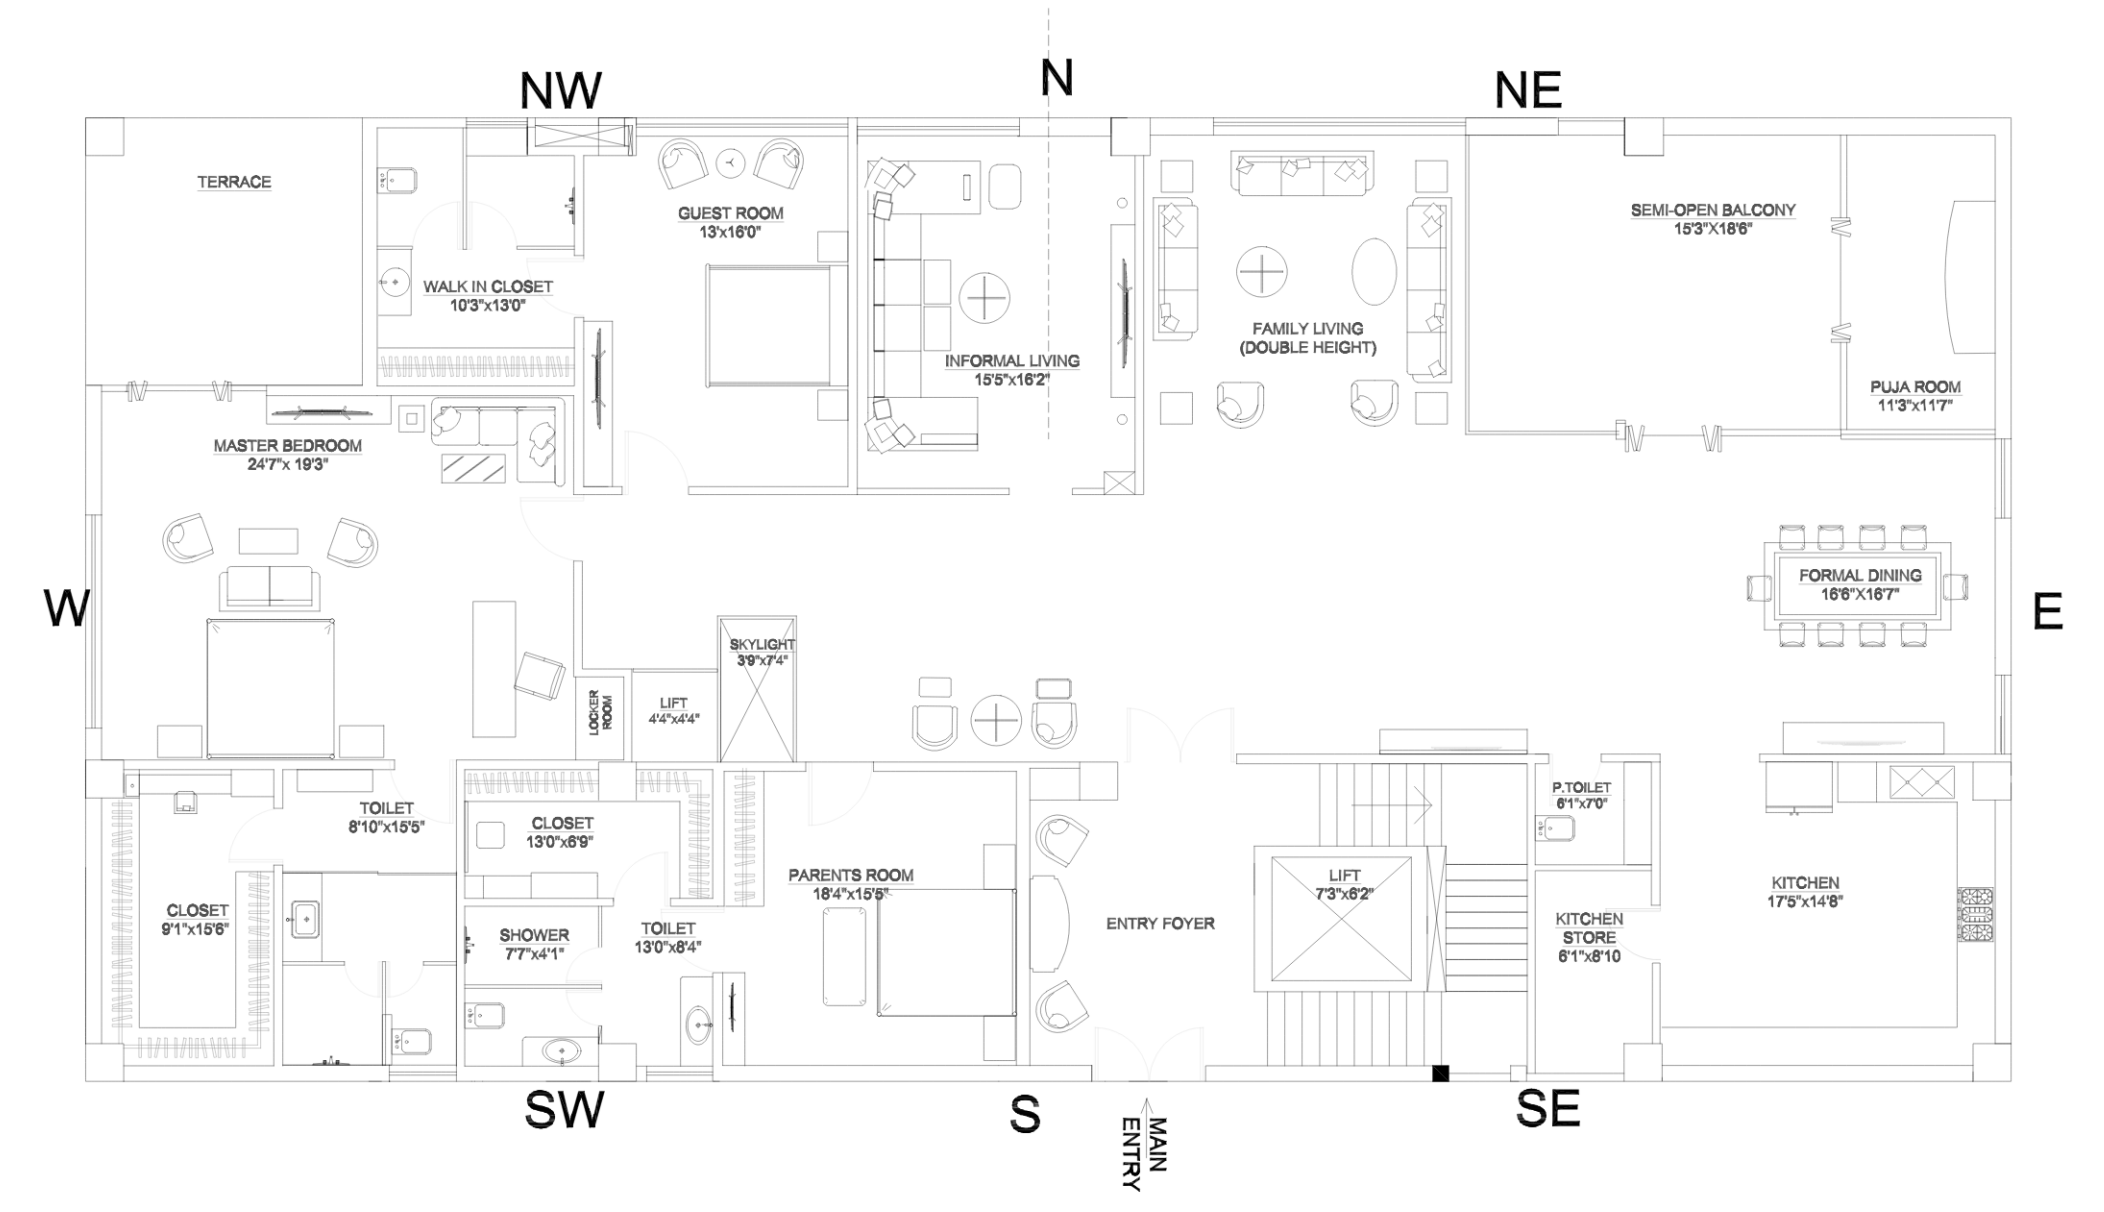 NW
N
NE
TERRACE
GUEST ROOM
13'x16'0"
SEMI-OPEN BALCONY
15'3"X18'6"
WALK IN CLOSET
10'3"x13'0"
FAMILY LIVING
(DOUBLE HEIGHT)
INFORMAL LIVING
15'5"x16'2"
PUJA ROOM
11'3"x11'7"
MASTER BEDROOM
24'7"x 19'3"
W
FORMAL DINING
16'6"X16'7"
E
SKYLIGHT
3'9"x7'4"
LOCKER
ROOM
LIFT
4'4"x4'4"
TOILET
8'10"x15'5"
CLOSET
13'0"x6'9"
P.TOILET
6'1"x7'0"
PARENTS ROOM
18'4"x15'5"
LIFT
7'3"x6'2"
KITCHEN
17'5"x14'8"
CLOSET
9'1"x15'6"
SHOWER
7'7"x4'1"
TOILET
13'0"x8'4"
ENTRY FOYER
KITCHEN
STORE
6'1"x8'10
SW
S
SE
MAIN
ENTRY